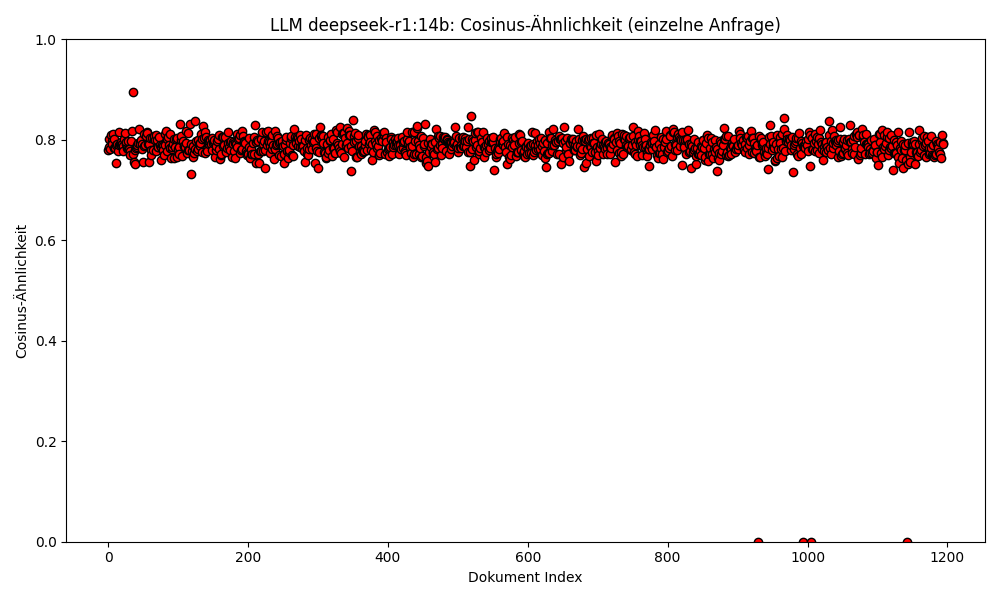 LLM deepseek-r1:14b: Cosinus-Ähnlichkeit (einzelne Anfrage)
1.0
0.8
0.6
0.4
0.2
0.0
Cosinus-Ähnlichkeit
0 200 400 600 800 1000 1200
Dokument Index